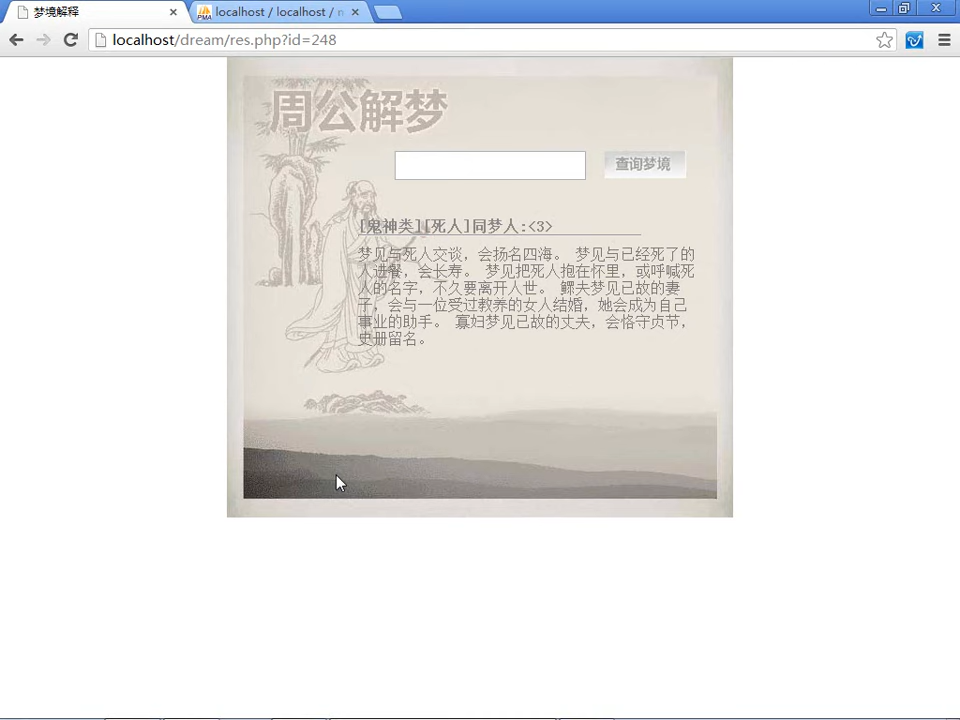 梦境解释
localhost / localhost / n
localhost/dream/res.php?id=248
周公解梦
查询梦境
[鬼神类][死人]同梦人:<3>
梦见与死人交谈，会扬名四海。 梦见与已经死了的
人进餐，会长寿。 梦见把死人抱在怀里，或呼喊死
人的名字，不久要离开人世。 鳏夫梦见已故的妻
子，会与一位受过教养的女人结婚，她会成为自己
事业的助手。 寡妇梦见已故的丈夫，会恪守贞节，
史册留名。